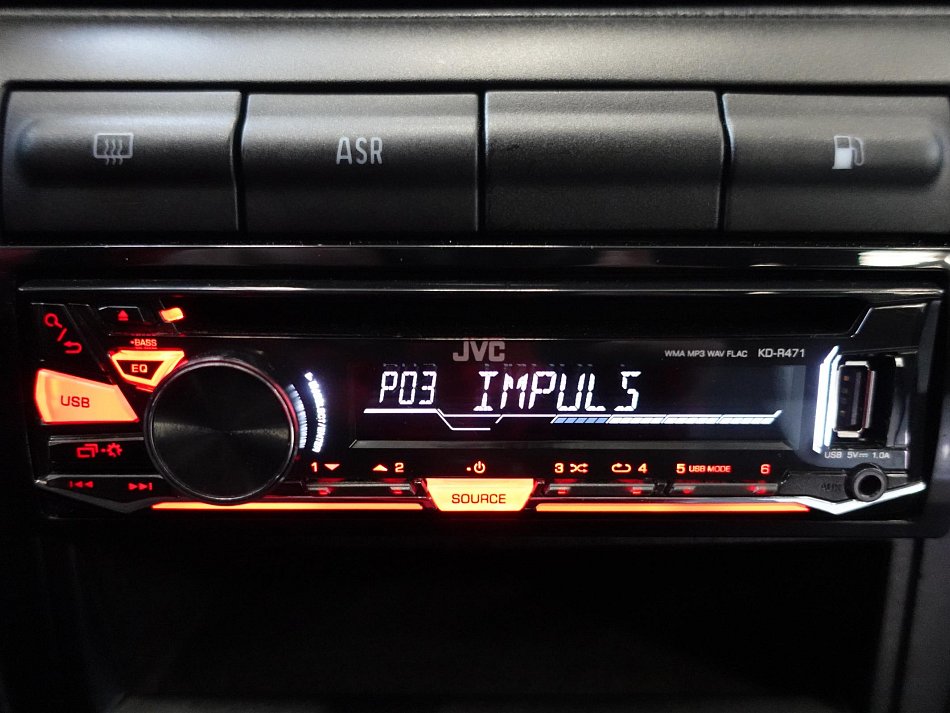 ASR
JVC
WMA MP3 WAV FLAC KD-R471
+BASS
EQ
P03 IMPULS
USB
USB 5V 1.0A
1 2 3 4 5 USB MODE 6
AUX
SOURCE